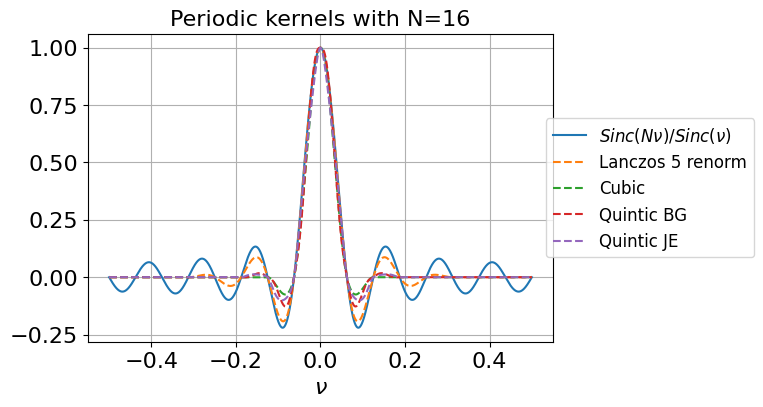 Periodic kernels with N=16
1.00
0.75
0.50
0.25
0.00
−0.25
−0.4
−0.2
0.0
0.2
0.4
ν
Sinc(Nν)/Sinc(ν)
Lanczos 5 renorm
Cubic
Quintic BG
Quintic JE